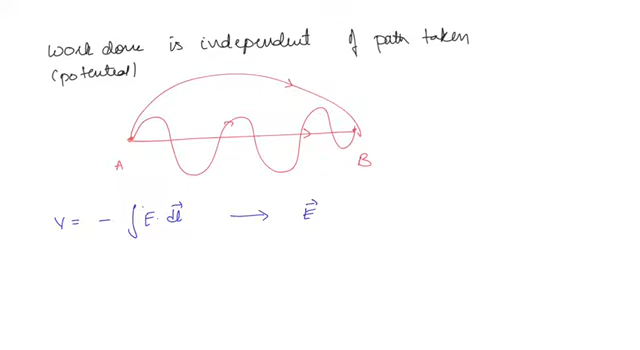 work done is independent of path taken
(potential)
A
B
V = - ∫ E. dl⃗ ⟶ E⃗